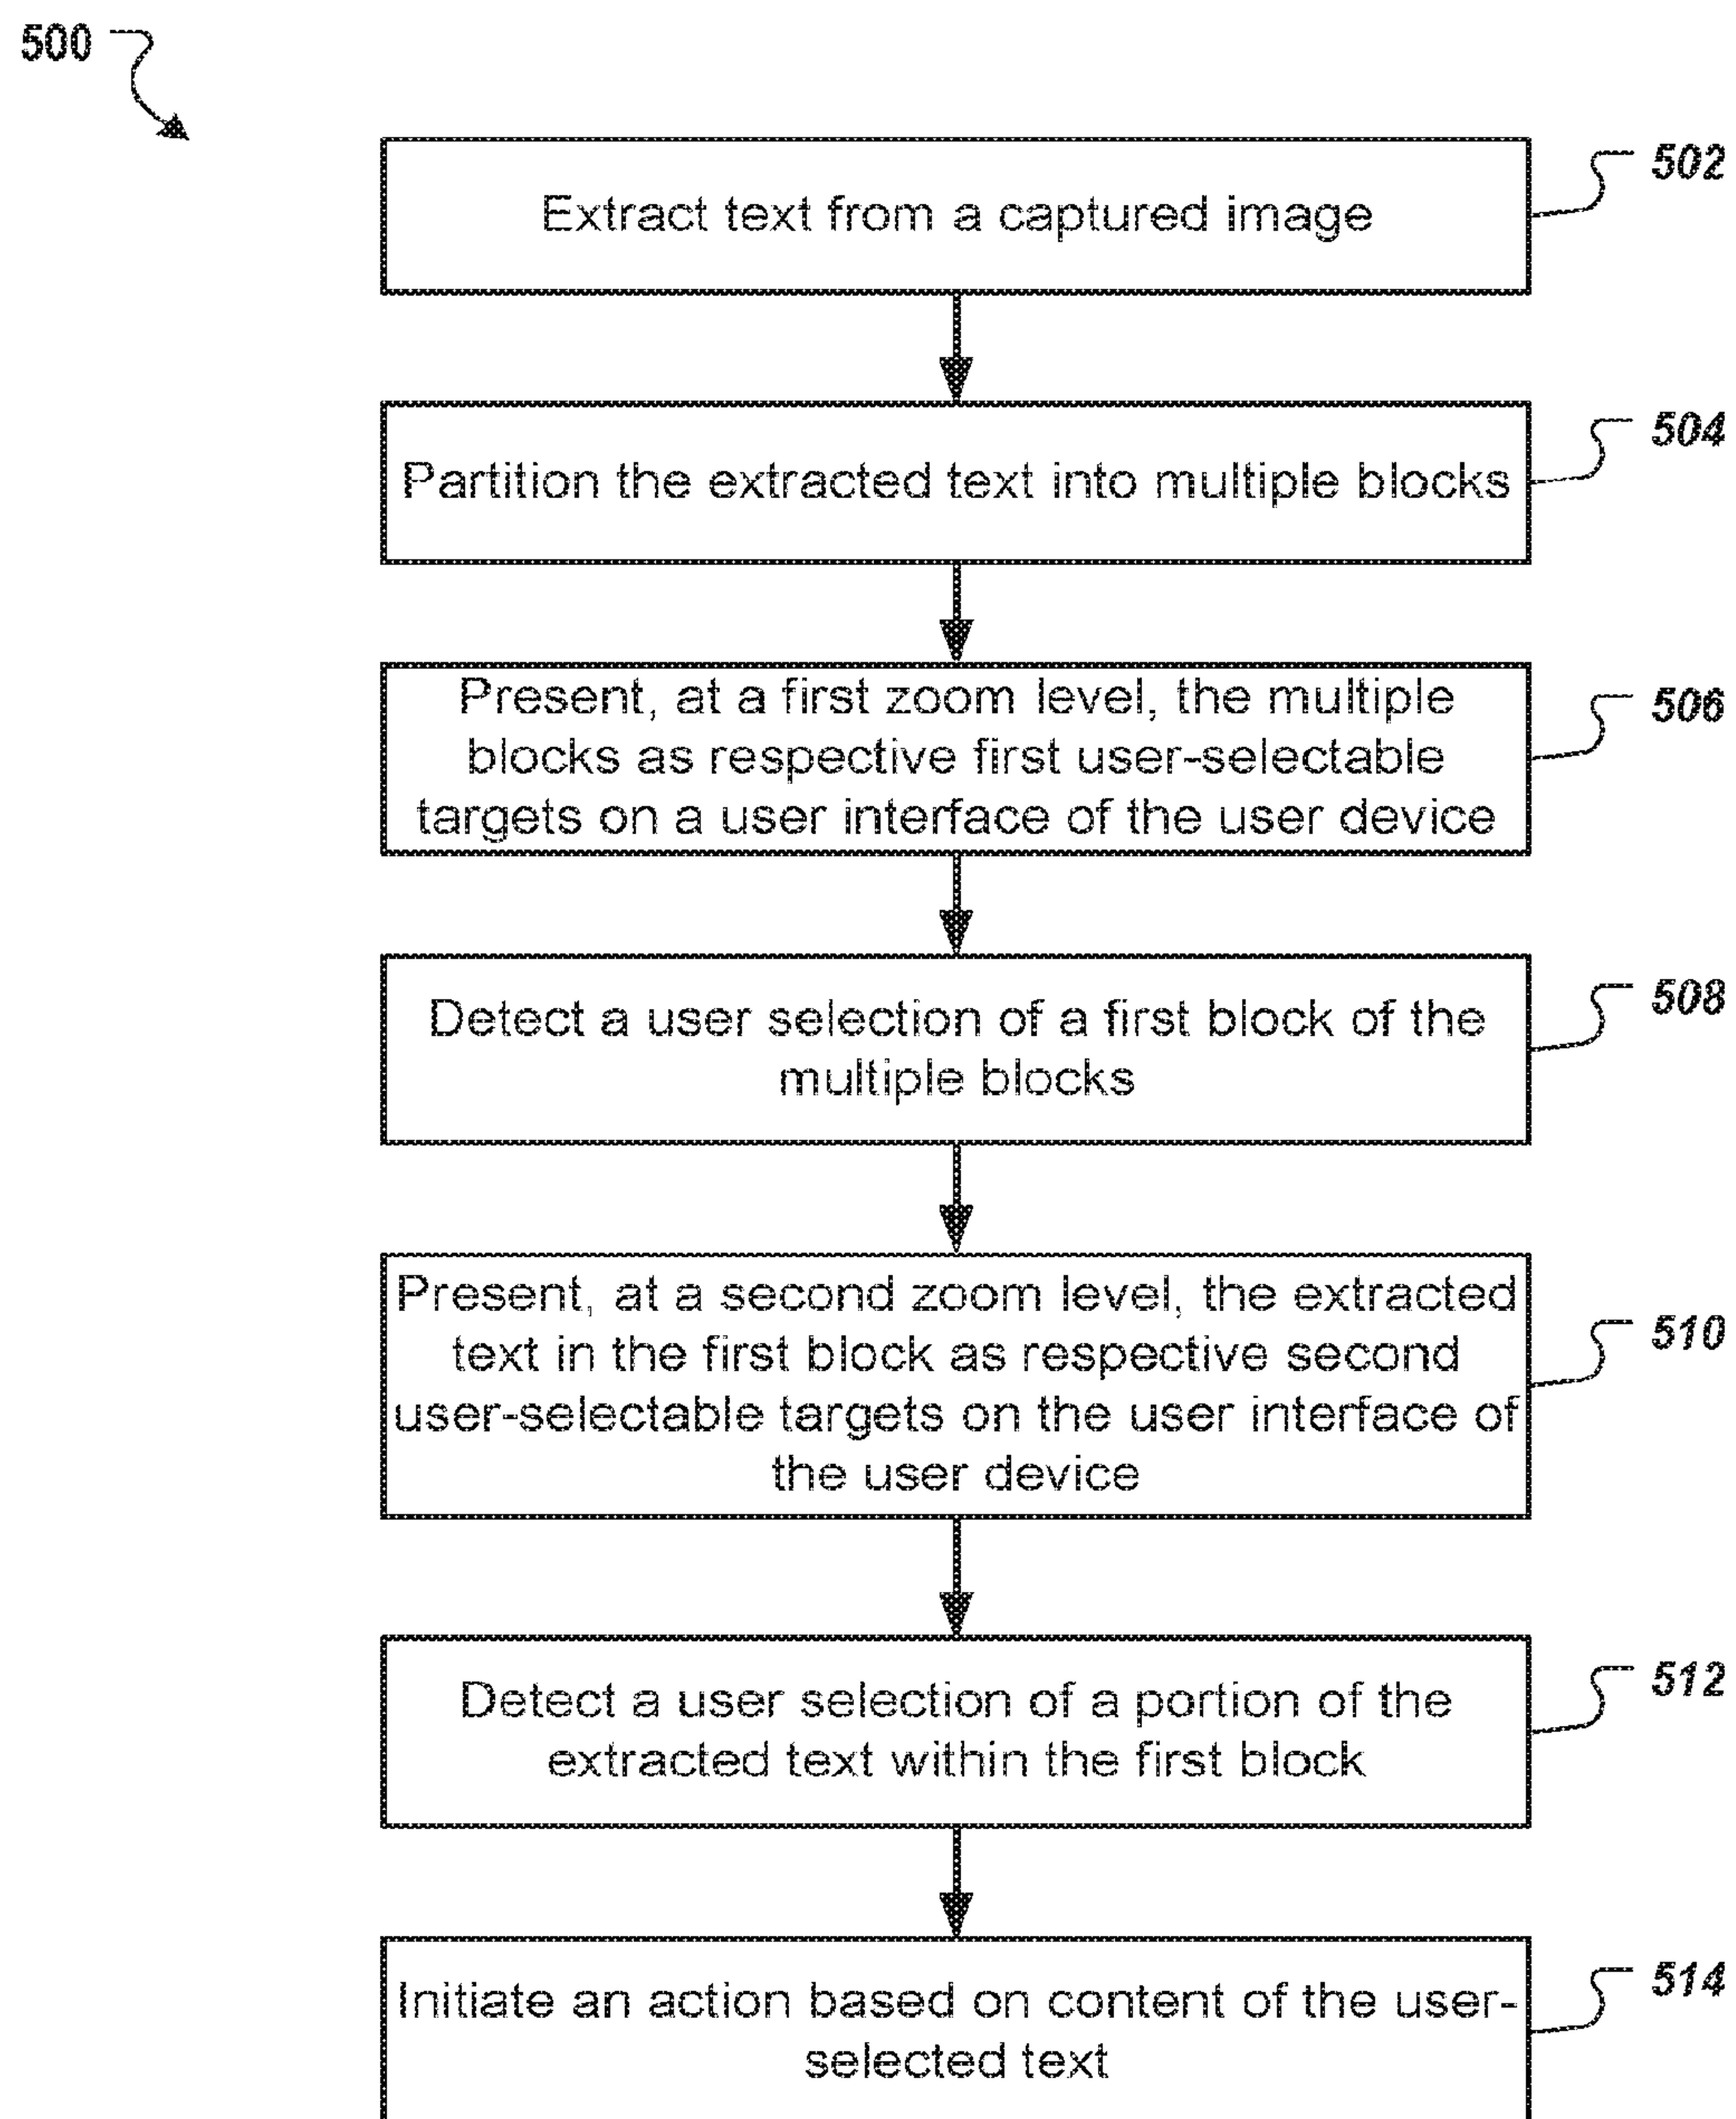 500
502
Extract text from a captured image
504
Partition the extracted text into multiple blocks
506
Present, at a first zoom level, the multiple
blocks as respective first user-selectable
targets on a user interface of the user device
508
Detect a user selection of a first block of the
multiple blocks
510
Present, at a second zoom level, the extracted
text in the first block as respective second
user-selectable targets on the user interface of
the user device
512
Detect a user selection of a portion of the
extracted text within the first block
514
Initiate an action based on content of the user-
selected text